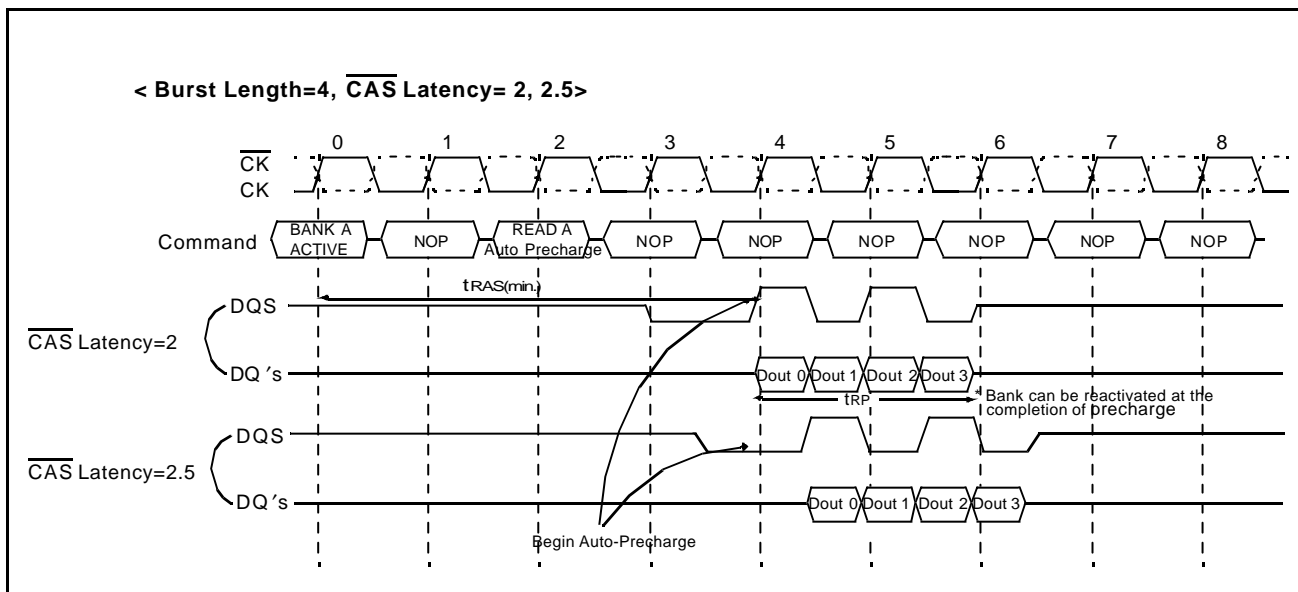 < Burst Length=4, CAS Latency= 2, 2.5>
0 1 2 3 4 5 6 7 8
CK
CK
Command
BANK A ACTIVE
NOP
READ A Auto Precharge
NOP
NOP
NOP
NOP
NOP
NOP
tRAS(min.)
DQS
CAS Latency=2
DQ's
Dout 0 Dout 1 Dout 2 Dout 3
tRP
* Bank can be reactivated at the
completion of precharge
DQS
CAS Latency=2.5
DQ's
Dout 0 Dout 1 Dout 2 Dout 3
Begin Auto-Precharge